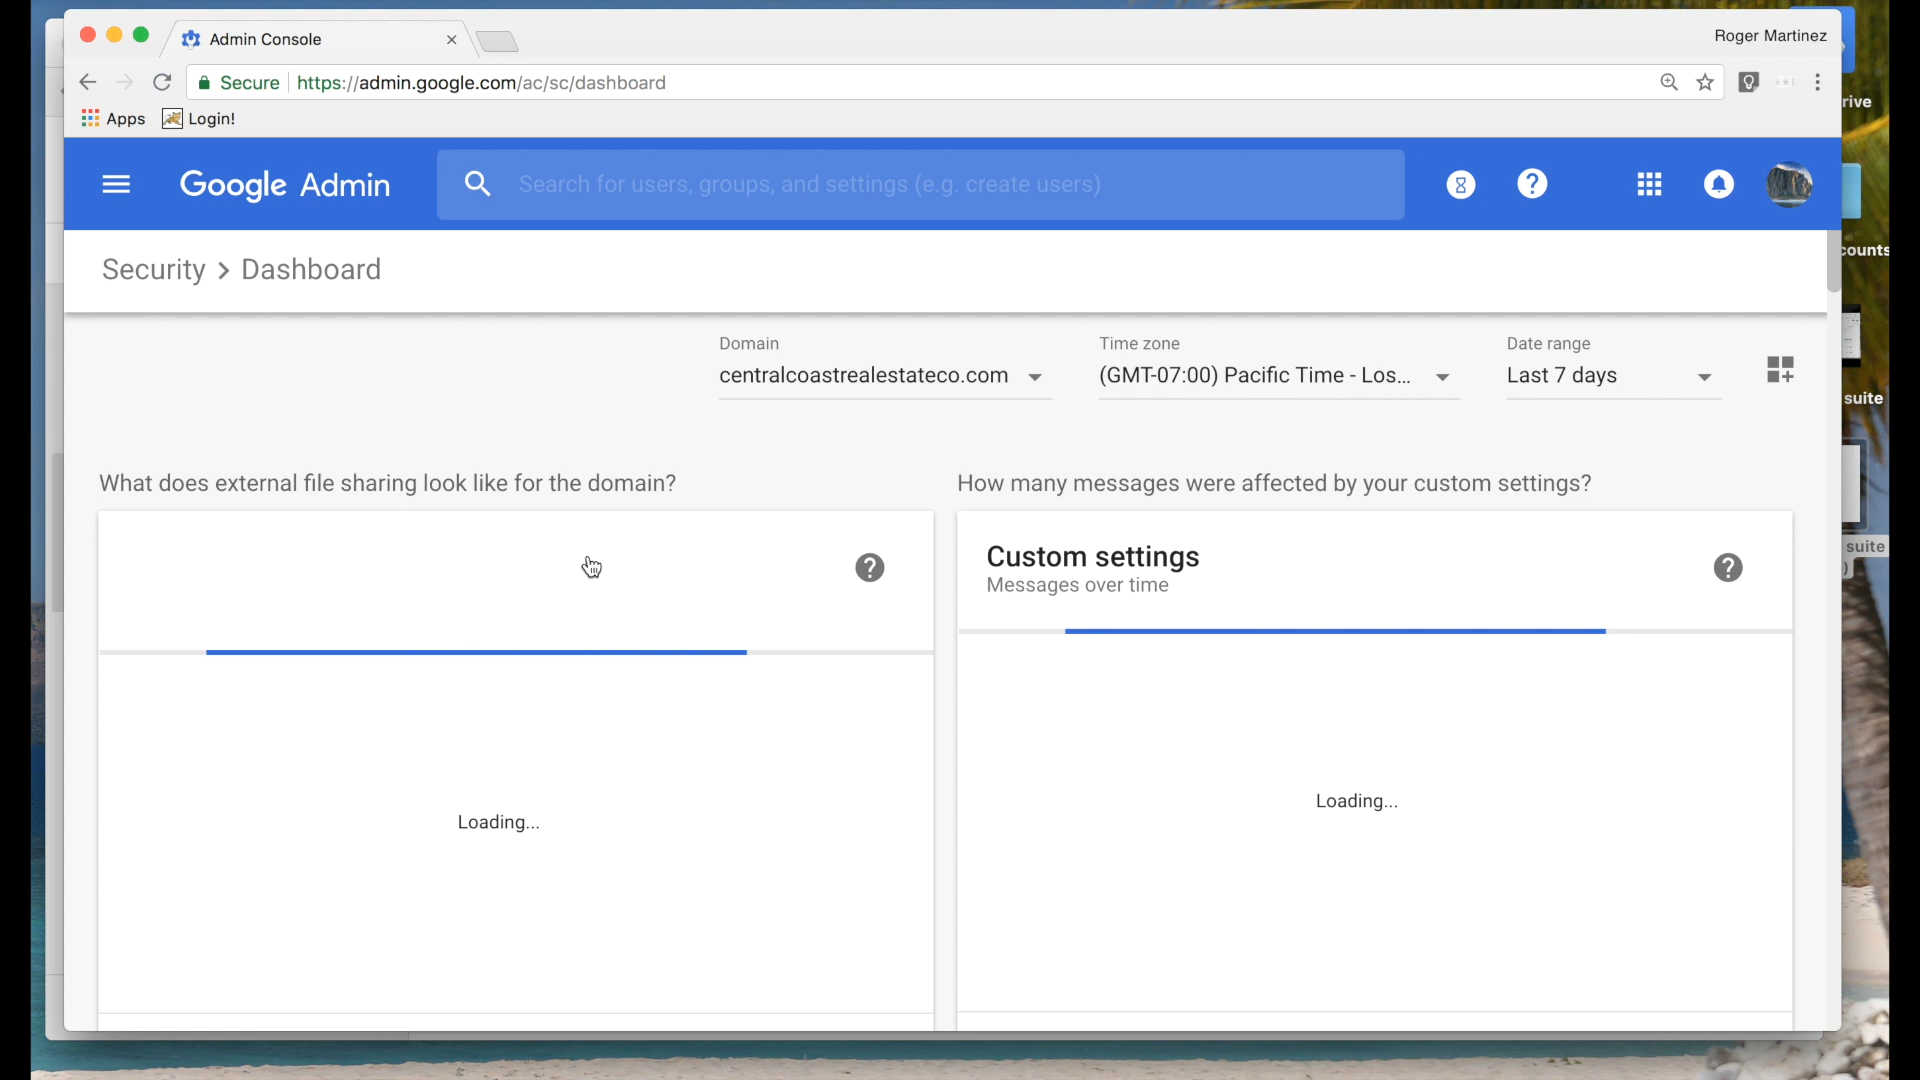 Admin Console
Roger Martinez
Secure
https://admin.google.com/ac/sc/dashboard
Apps
Login!
Google Admin
Search for users, groups, and settings (e.g. create users)
Security > Dashboard
Domain
centralcoastrealestateco.com
Time zone
(GMT-07:00) Pacific Time - Los...
Date range
Last 7 days
What does external file sharing look like for the domain?
How many messages were affected by your custom settings?
Custom settings
Messages over time
Loading...
Loading...
rive
counts
suite
suite
)